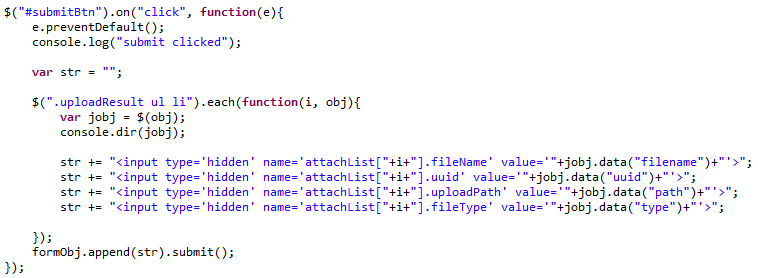 $("#submitBtn").on("click", function(e){
e.preventDefault();
console.log("submit clicked");
var str = "";
$(".uploadResult ul li").each(function(i, obj){
var jobj = $(obj);
console.dir(jobj);
str += "<input type='hidden' name='attachList["+i+"].fileName' value='"+jobj.data("filename")+"'>";
str += "<input type='hidden' name='attachList["+i+"].uuid' value='"+jobj.data("uuid")+"'>";
str += "<input type='hidden' name='attachList["+i+"].uploadPath' value='"+jobj.data("path")+"'>";
str += "<input type='hidden' name='attachList["+i+"].fileType' value='"+jobj.data("type")+"'>";
});
formObj.append(str).submit();
});